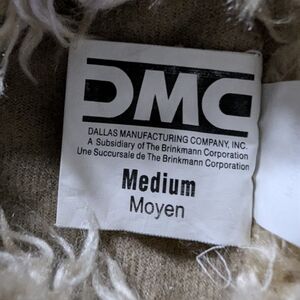 DMC
DALLAS MANUFACTURING COMPANY, INC.
A Subsidiary of The Brinkmann Corporation
Une Succursale de The Brinkmann Corporation
Medium
Moyen